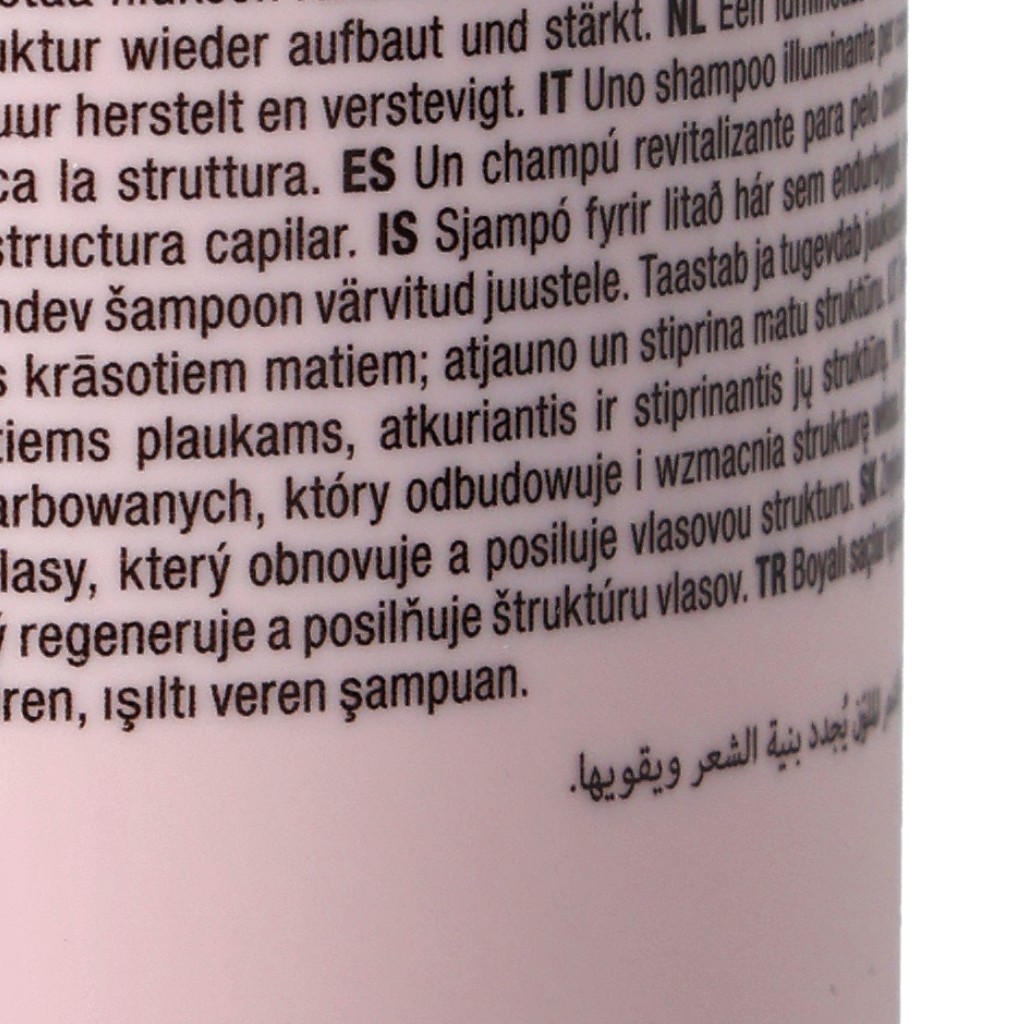 uktur wieder aufbaut und stärkt. NL Een
uur herstelt en verstevigt. IT Uno shampoo illuminante per
ca la struttura. ES Un champú revitalizante para pelo
structura capilar. IS Sjampó fyrir litað hár sem
ndev šampoon värvitud juustele. Taastab ja tugevdab
s krāsotiem matiem; atjauno un stiprina matu struktūru.
tiems plaukams, atkuriantis ir stiprinantis jų struktūrą.
arbowanych, który odbudowuje i wzmacnia strukturę
lasy, který obnovuje a posiluje vlasovou strukturu. SK
ý regeneruje a posilňuje štruktúru vlasov. TR Boyalı
ren, ışıltı veren şampuan.
يُجدد بنية الشعر ويقويها.